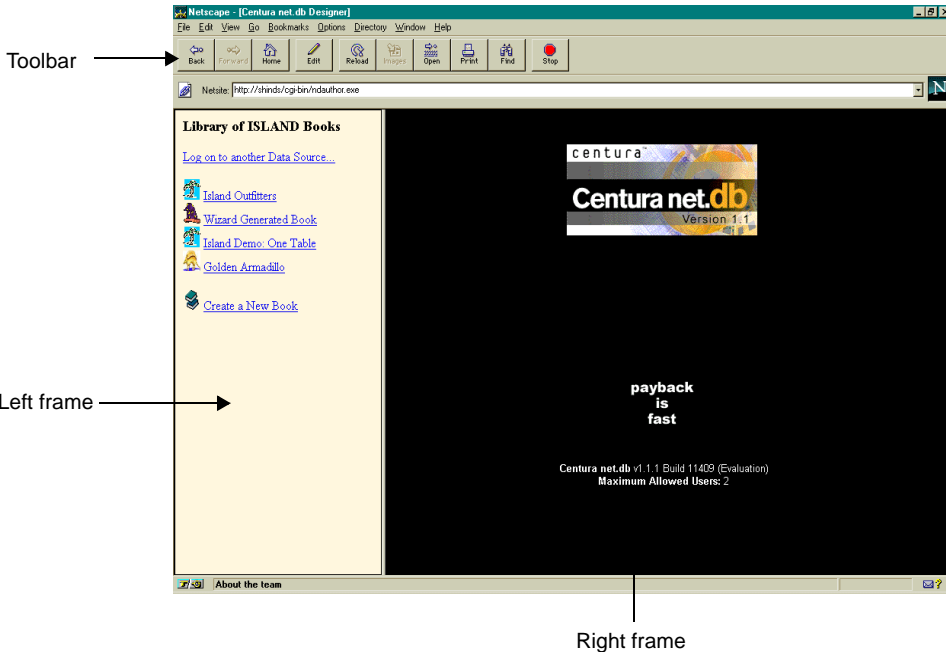 Netscape - [Centura net.db Designer]
File Edit View Go Bookmarks Options Directory Window Help
Toolbar
Back Forward Home Edit Reload Images Open Print Find Stop
Netsite: http://shinds/cgi-bin/ndauthor.exe
N
Library of ISLAND Books
Log on to another Data Source...
Island Outfitters
Wizard Generated Book
Island Demo: One Table
Golden Armadillo
Create a New Book
centura™
Centura net.db
Version 1.1
Left frame
payback
is
fast
Centura net.db v1.1.1 Build 11409 (Evaluation)
Maximum Allowed Users: 2
About the team
Right frame